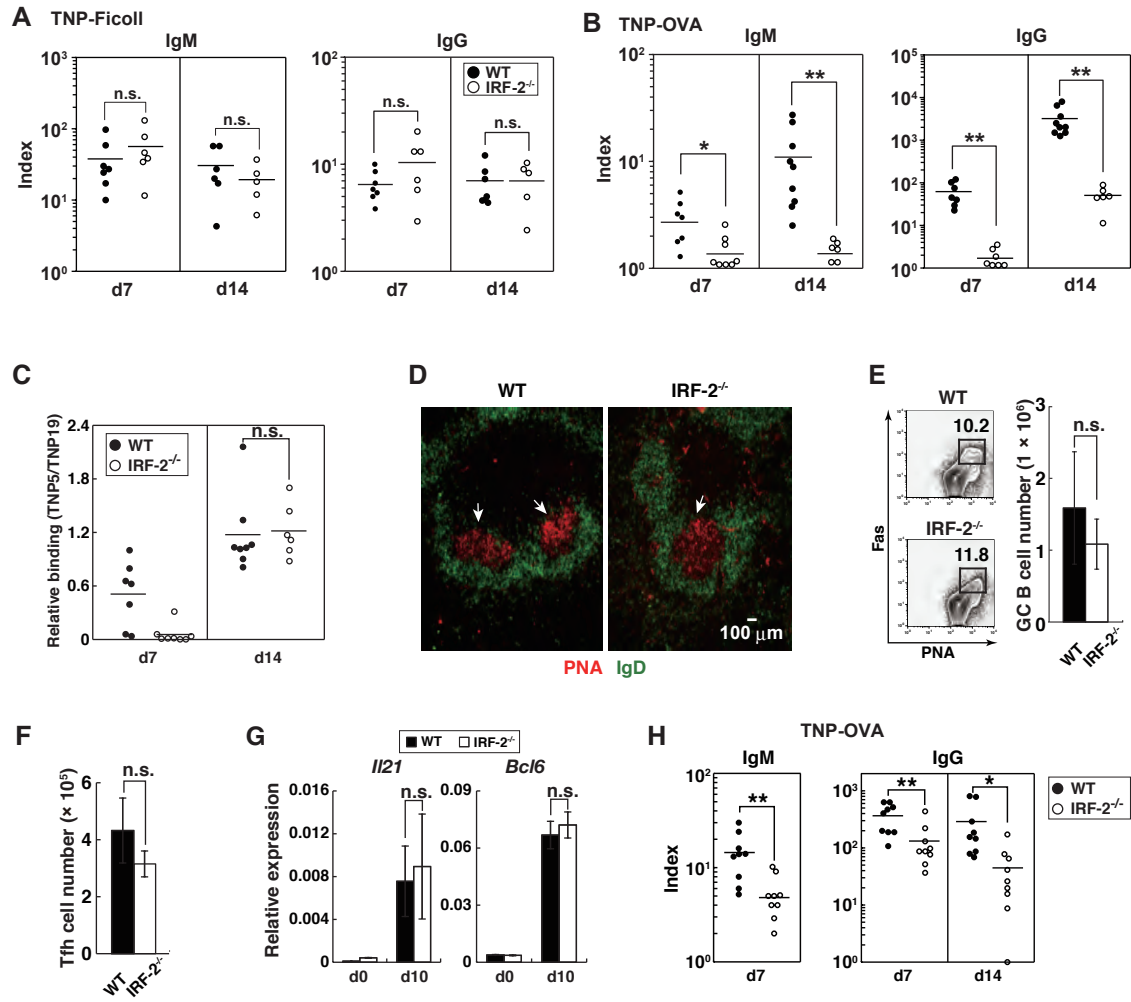 A
TNP-Ficoll
IgM
IgG
Index
10³
10²
10¹
10⁰
n.s.
n.s.
d7
d14
10²
10¹
10⁰
WT
IRF-2⁻/⁻
n.s.
n.s.
d7
d14
B
TNP-OVA
IgM
IgG
Index
10²
10¹
10⁰
*
**
d7
d14
10⁵
10⁴
10³
10²
10¹
10⁰
**
**
d7
d14
C
Relative binding (TNP5/TNP19)
2.4
1.8
1.2
0.6
0
WT
IRF-2⁻/⁻
n.s.
d7
d14
D
WT
IRF-2⁻/⁻
100 µm
PNA IgD
E
WT
10.2
IRF-2⁻/⁻
11.8
Fas
PNA
GC B cell number (1 × 10⁶)
3
2
1
0
n.s.
WT
IRF-2⁻/⁻
F
Tfh cell number (× 10⁵)
6
4
2
0
n.s.
WT
IRF-2⁻/⁻
G
WT
IRF-2⁻/⁻
Il21
Bcl6
Relative expression
0.016
0.012
0.008
0.004
0
n.s.
d0
d10
0.09
0.06
0.03
0
n.s.
d0
d10
H
TNP-OVA
IgM
IgG
Index
10²
10¹
10⁰
**
d7
10³
10²
10¹
10⁰
**
*
d7
d14
WT
IRF-2⁻/⁻